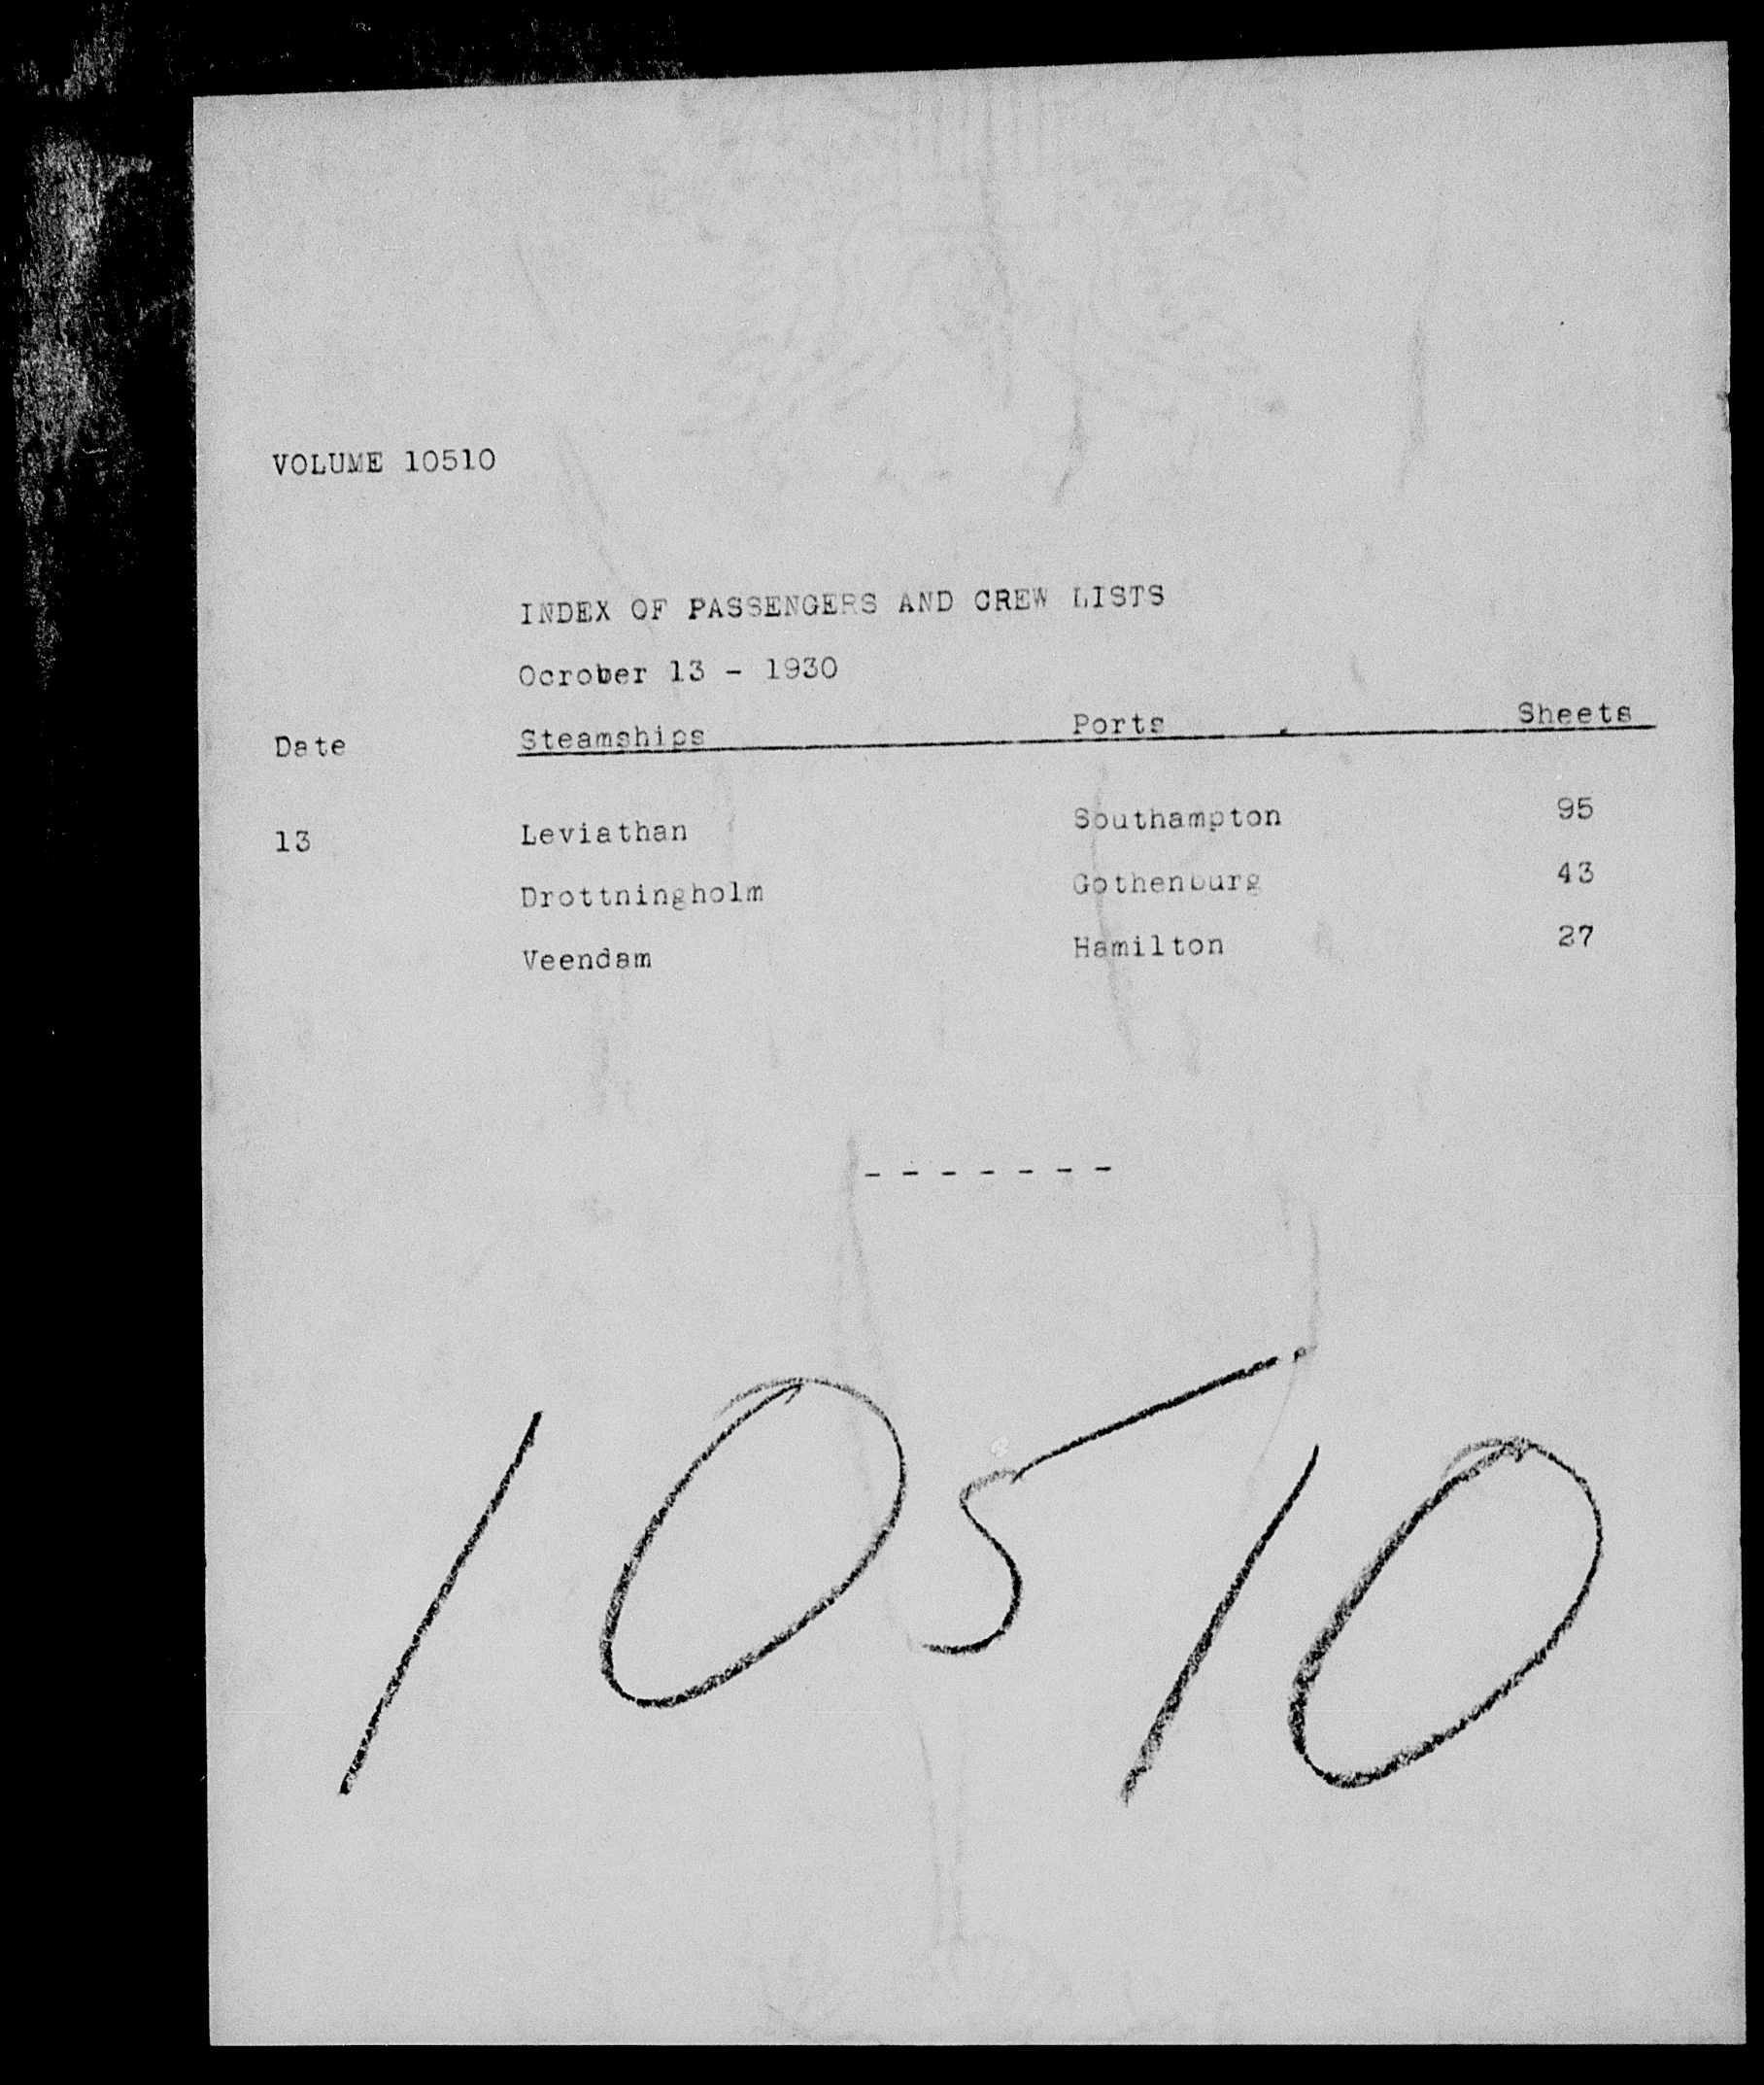 VOLUME 10510
INDEX OF PASSENGERS AND CREW LISTS
Ocrober 13 - 1930
Date Steamships Ports Sheets
13 Leviathan Southampton 95
Drottningholm Gothenburg 43
Veendam Hamilton 27
- - - - - - -
10510